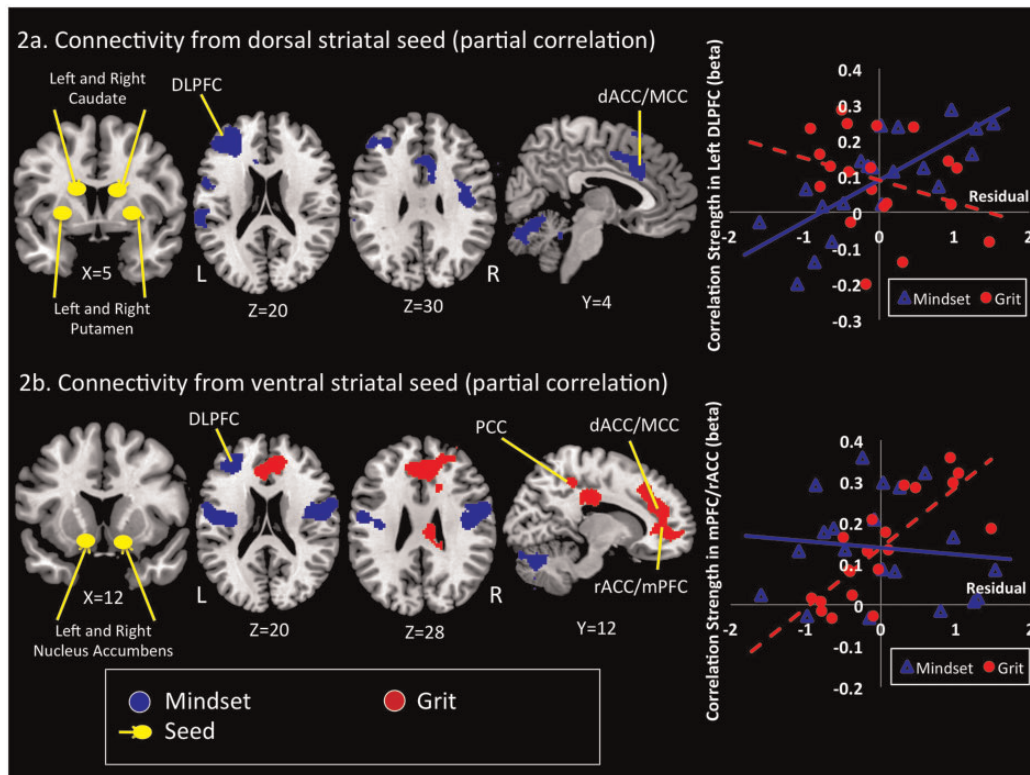 2a. Connectivity from dorsal striatal seed (partial correlation)
Left and Right
Caudate
DLPFC
dACC/MCC
X=5
L
R
Left and Right
Putamen
Z=20
Z=30
Y=4
Correlation Strength in Left DLPFC (beta)
0.4
0.3
0.2
0.1
0
-0.1
-0.2
-0.3
-2
-1
0
1
2
Residual
Mindset
Grit
2b. Connectivity from ventral striatal seed (partial correlation)
DLPFC
PCC
dACC/MCC
X=12
L
R
rACC/mPFC
Left and Right
Nucleus Accumbens
Z=20
Z=28
Y=12
Correlation Strength in mPFC/rACC (beta)
0.4
0.3
0.2
0.1
0
-0.1
-0.2
-2
-1
0
1
2
Residual
Mindset
Grit
Mindset
Grit
Seed